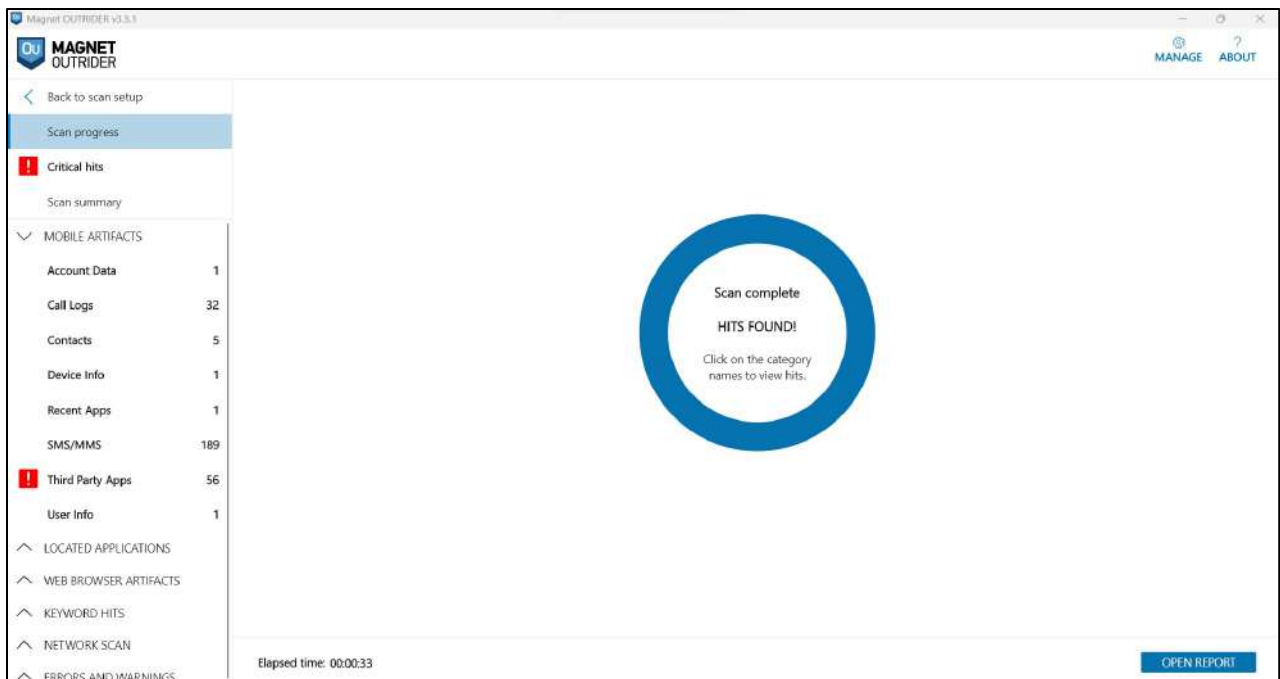 Magnet OUTRIDER v3.3.1
OU MAGNET
OUTRIDER
MANAGE
?
ABOUT
Back to scan setup
Scan progress
! Critical hits
Scan summary
MOBILE ARTIFACTS
Account Data 1
Call Logs 32
Contacts 5
Device Info 1
Recent Apps 1
SMS/MMS 189
! Third Party Apps 56
User Info 1
LOCATED APPLICATIONS
WEB BROWSER ARTIFACTS
KEYWORD HITS
NETWORK SCAN
ERRORS AND WARNINGS
Scan complete
HITS FOUND!
Click on the category
names to view hits.
Elapsed time: 00:00:33
OPEN REPORT